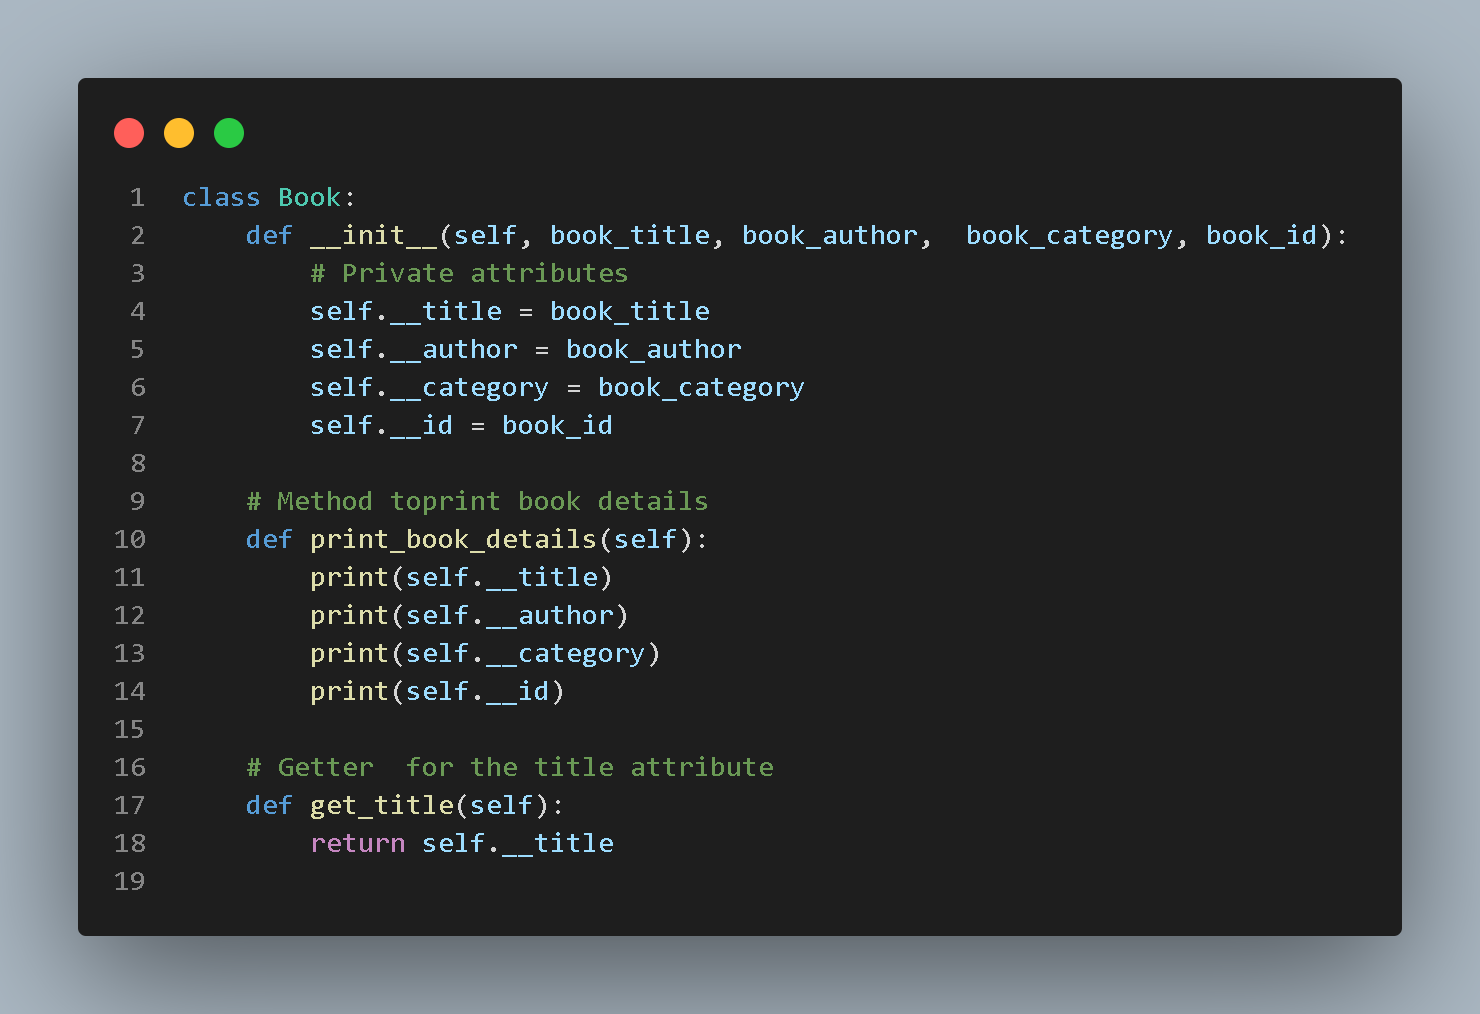 1 class Book:
2     def __init__(self, book_title, book_author,  book_category, book_id):
3         # Private attributes
4         self.__title = book_title
5         self.__author = book_author
6         self.__category = book_category
7         self.__id = book_id
8
9     # Method toprint book details
10     def print_book_details(self):
11         print(self.__title)
12         print(self.__author)
13         print(self.__category)
14         print(self.__id)
15
16     # Getter  for the title attribute
17     def get_title(self):
18         return self.__title
19